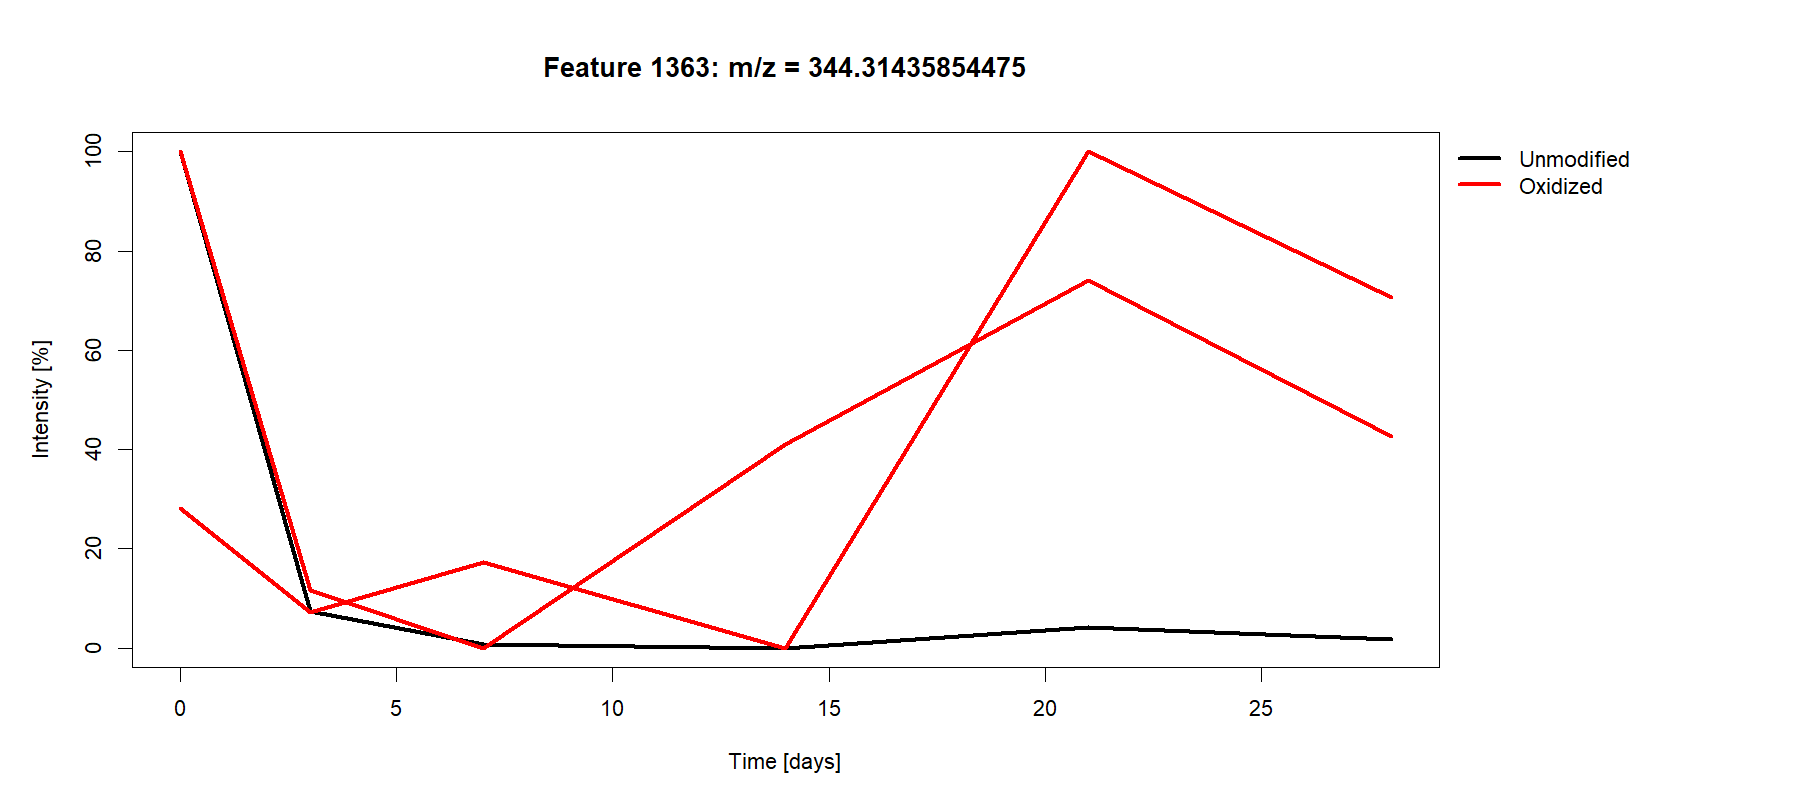 Feature 1363: m/z = 344.31435854475
Unmodified
Oxidized
Intensity [%]
100
80
60
40
20
0
0 5 10 15 20 25
Time [days]